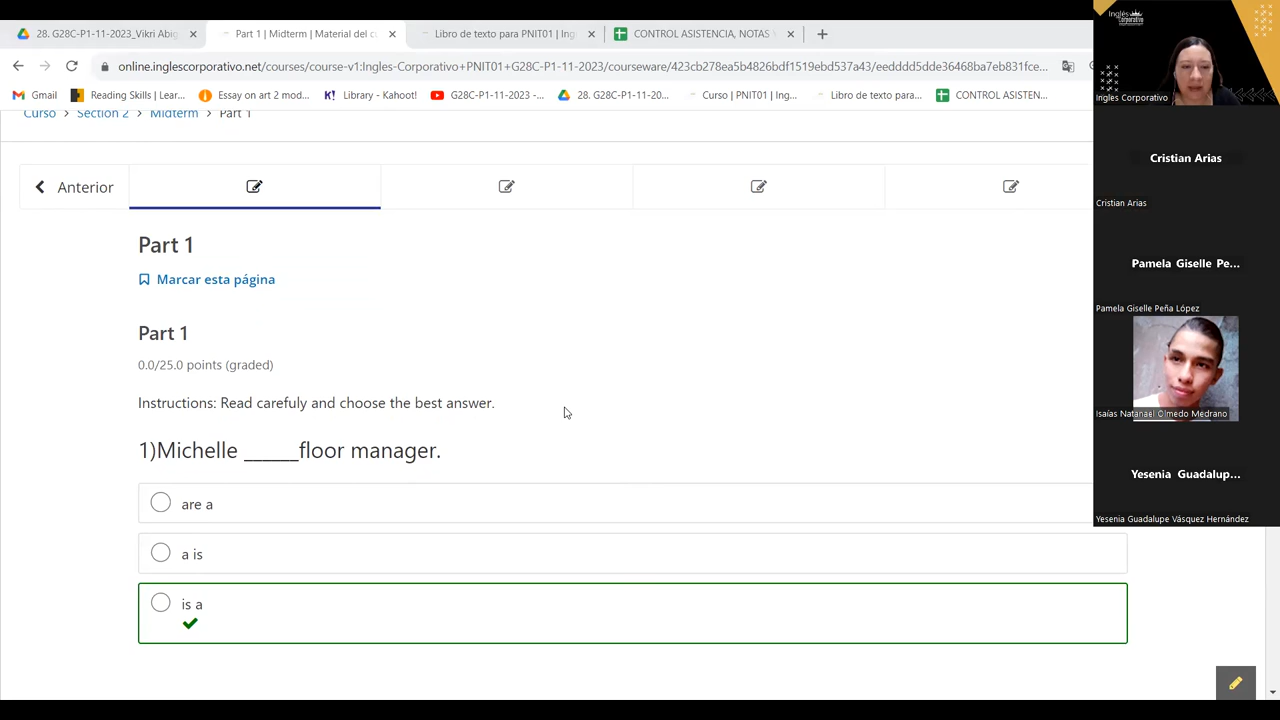 28. G28C-P1-11-2023_Vikri Abig
Part 1 | Midterm | Material del cu
Libro de texto para PNIT01 | Ing
CONTROL ASISTENCIA, NOTAS
online.inglescorporativo.net/courses/course-v1:Ingles-Corporativo+PNIT01+G28C-P1-11-2023/courseware/423cb278ea5b4826bdf1519ebd537a43/eedddd5dde36468ba7eb831fce...
Gmail
Reading Skills | Lear...
Essay on art 2 mod...
Library - Kahoot!
G28C-P1-11-2023 -...
28. G28C-P1-11-20...
Curso | PNIT01 | Ing...
Libro de texto para...
CONTROL ASISTEN...
Curso > Section 2 > Midterm > Part 1
Anterior
Part 1
Marcar esta página
Part 1
0.0/25.0 points (graded)
Instructions: Read carefuly and choose the best answer.
1)Michelle ______floor manager.
are a
a is
is a
Inglés
Corporativo
Ingles Corporativo
Cristian Arias
Cristian Arias
Pamela Giselle Pe...
Pamela Giselle Peña López
Isaías Natanael Olmedo Medrano
Yesenia Guadalup...
Yesenia Guadalupe Vásquez Hernández